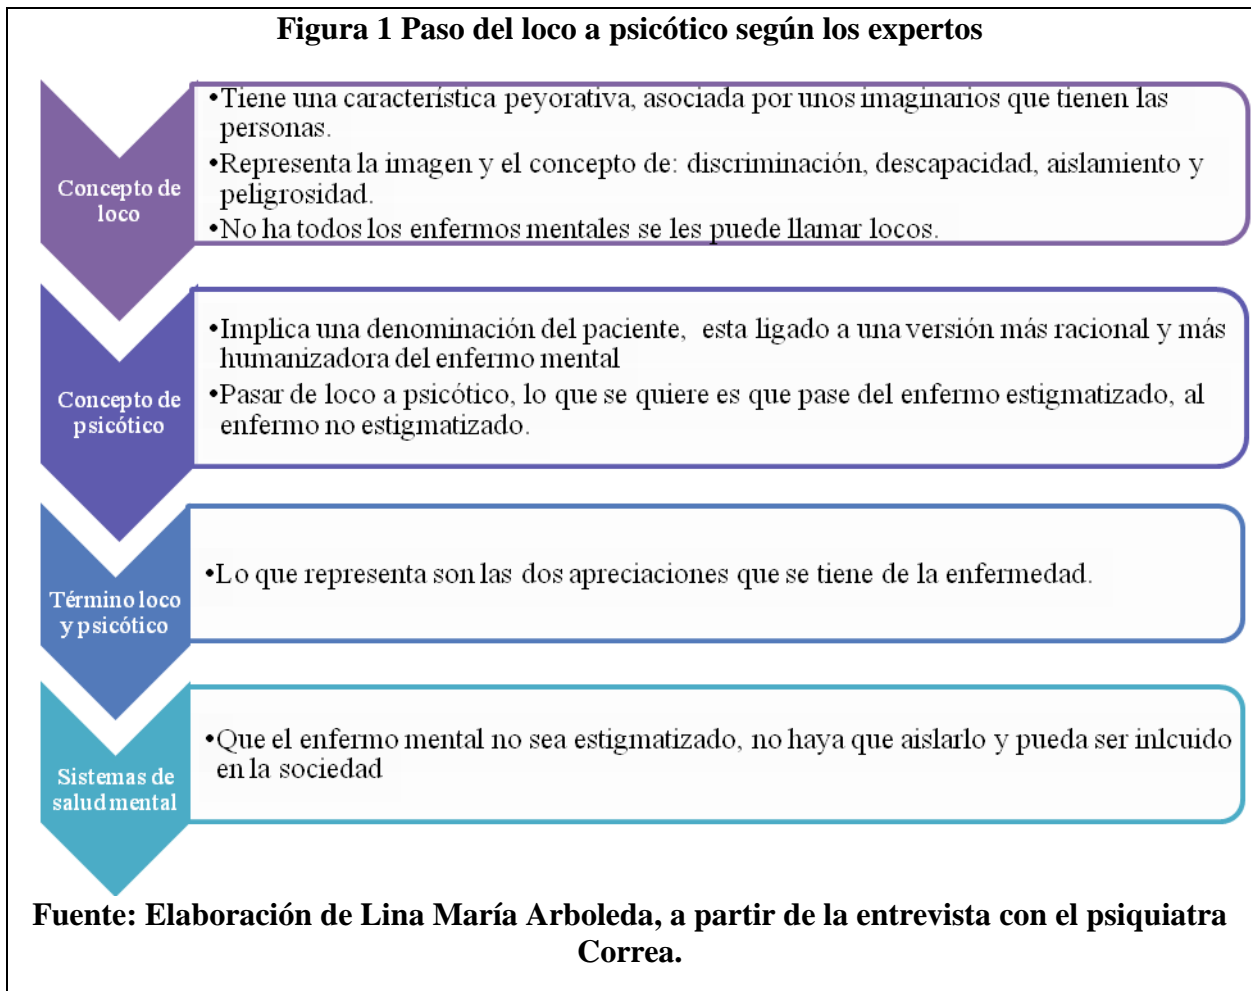 Figura 1 Paso del loco a psicótico según los expertos
Concepto de
loco
•Tiene una característica peyorativa, asociada por unos imaginarios que tienen las
personas.
•Representa la imagen y el concepto de: discriminación, descapacidad, aislamiento y
peligrosidad.
•No ha todos los enfermos mentales se les puede llamar locos.
Concepto de
psicótico
•Implica una denominación del paciente, esta ligado a una versión más racional y más
humanizadora del enfermo mental
•Pasar de loco a psicótico, lo que se quiere es que pase del enfermo estigmatizado, al
enfermo no estigmatizado.
Término loco
y psicótico
•Lo que representa son las dos apreciaciones que se tiene de la enfermedad.
Sistemas de
salud mental
•Que el enfermo mental no sea estigmatizado, no haya que aislarlo y pueda ser inlcuido
en la sociedad
Fuente: Elaboración de Lina María Arboleda, a partir de la entrevista con el psiquiatra
Correa.